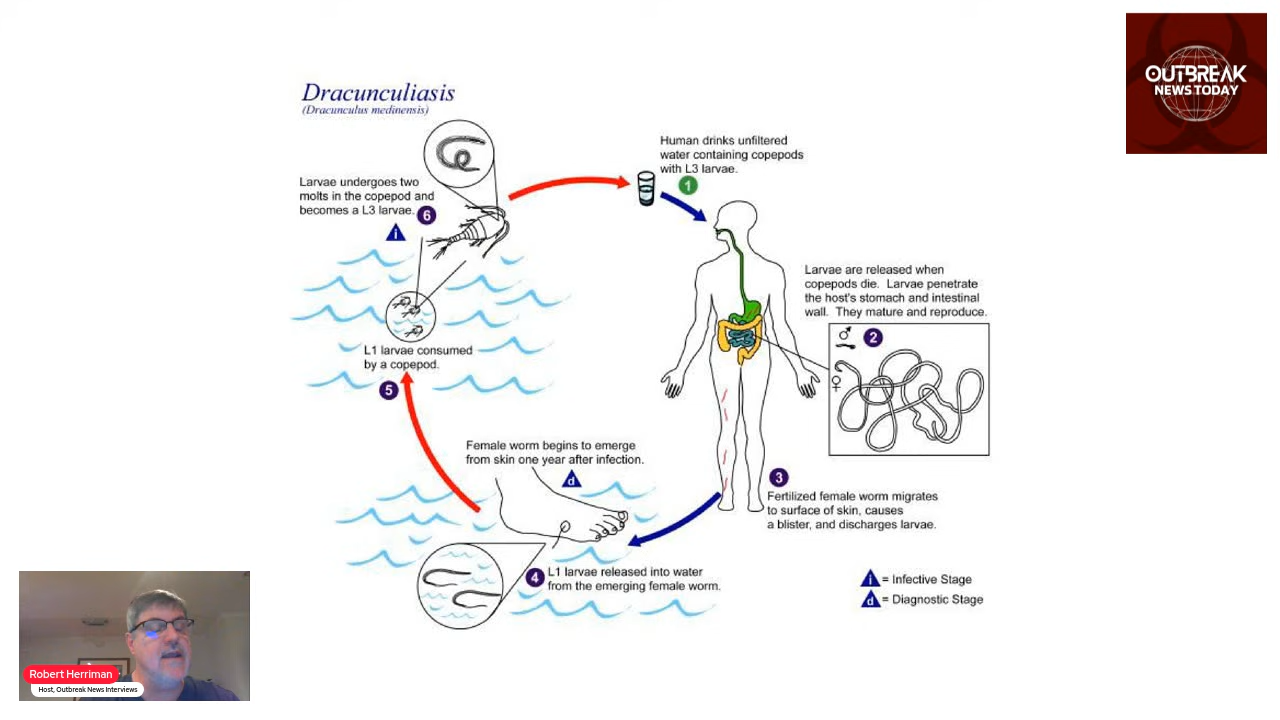 OUTBREAK
NEWS.TODAY
Dracunculiasis
(Dracunculus medinensis)
Human drinks unfiltered
water containing copepods
with L3 larvae.
1
Larvae undergoes two
molts in the copepod and
becomes a L3 larvae.
6
i
Larvae are released when
copepods die. Larvae penetrate
the host's stomach and intestinal
wall. They mature and reproduce.
♂
2
♀
L1 larvae consumed
by a copepod.
5
Female worm begins to emerge
from skin one year after infection.
d
3
Fertilized female worm migrates
to surface of skin, causes
a blister, and discharges larvae.
4
L1 larvae released into water
from the emerging female worm.
i = Infective Stage
d = Diagnostic Stage
Robert Herriman
Host, Outbreak News Interviews